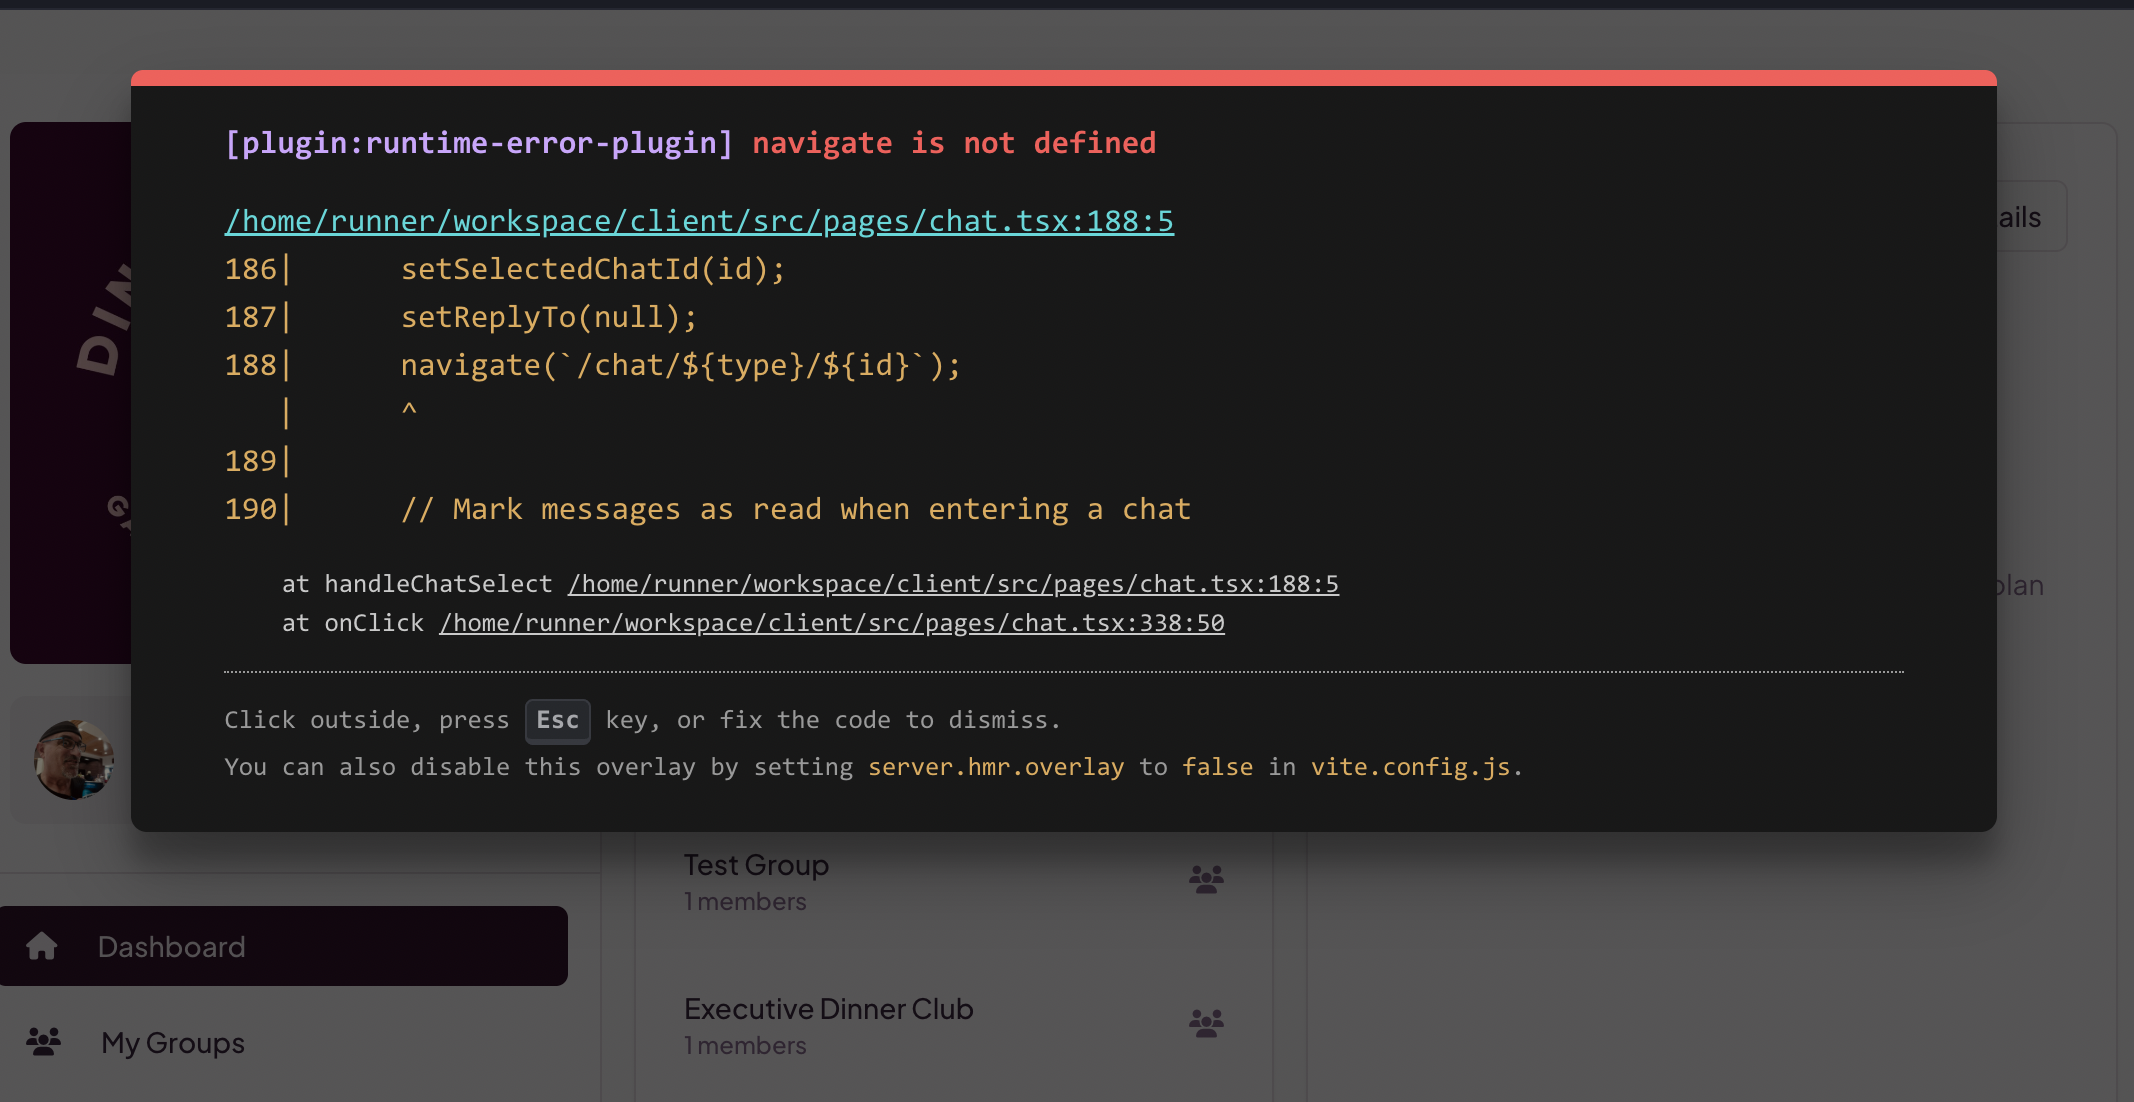 [plugin:runtime-error-plugin] navigate is not defined
/home/runner/workspace/client/src/pages/chat.tsx:188:5
186|      setSelectedChatId(id);
187|      setReplyTo(null);
188|      navigate(`/chat/${type}/${id}`);
   |      ^
189|
190|      // Mark messages as read when entering a chat
at handleChatSelect /home/runner/workspace/client/src/pages/chat.tsx:188:5
at onClick /home/runner/workspace/client/src/pages/chat.tsx:338:50
Click outside, press Esc key, or fix the code to dismiss.
You can also disable this overlay by setting server.hmr.overlay to false in vite.config.js.
DIN
ails
plan
Test Group
1 members
Executive Dinner Club
1 members
Dashboard
My Groups